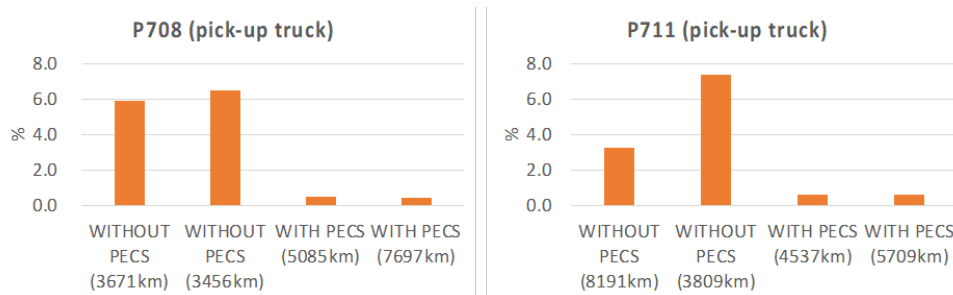 P708 (pick-up truck)
8.0
6.0
4.0
2.0
0.0
%
WITHOUT WITHOUT WITH PECS WITH PECS
PECS PECS (5085km) (7697km)
(3671km) (3456km)
P711 (pick-up truck)
8.0
6.0
4.0
2.0
0.0
%
WITHOUT WITHOUT WITH PECS WITH PECS
PECS PECS (4537km) (5709km)
(8191km) (3809km)